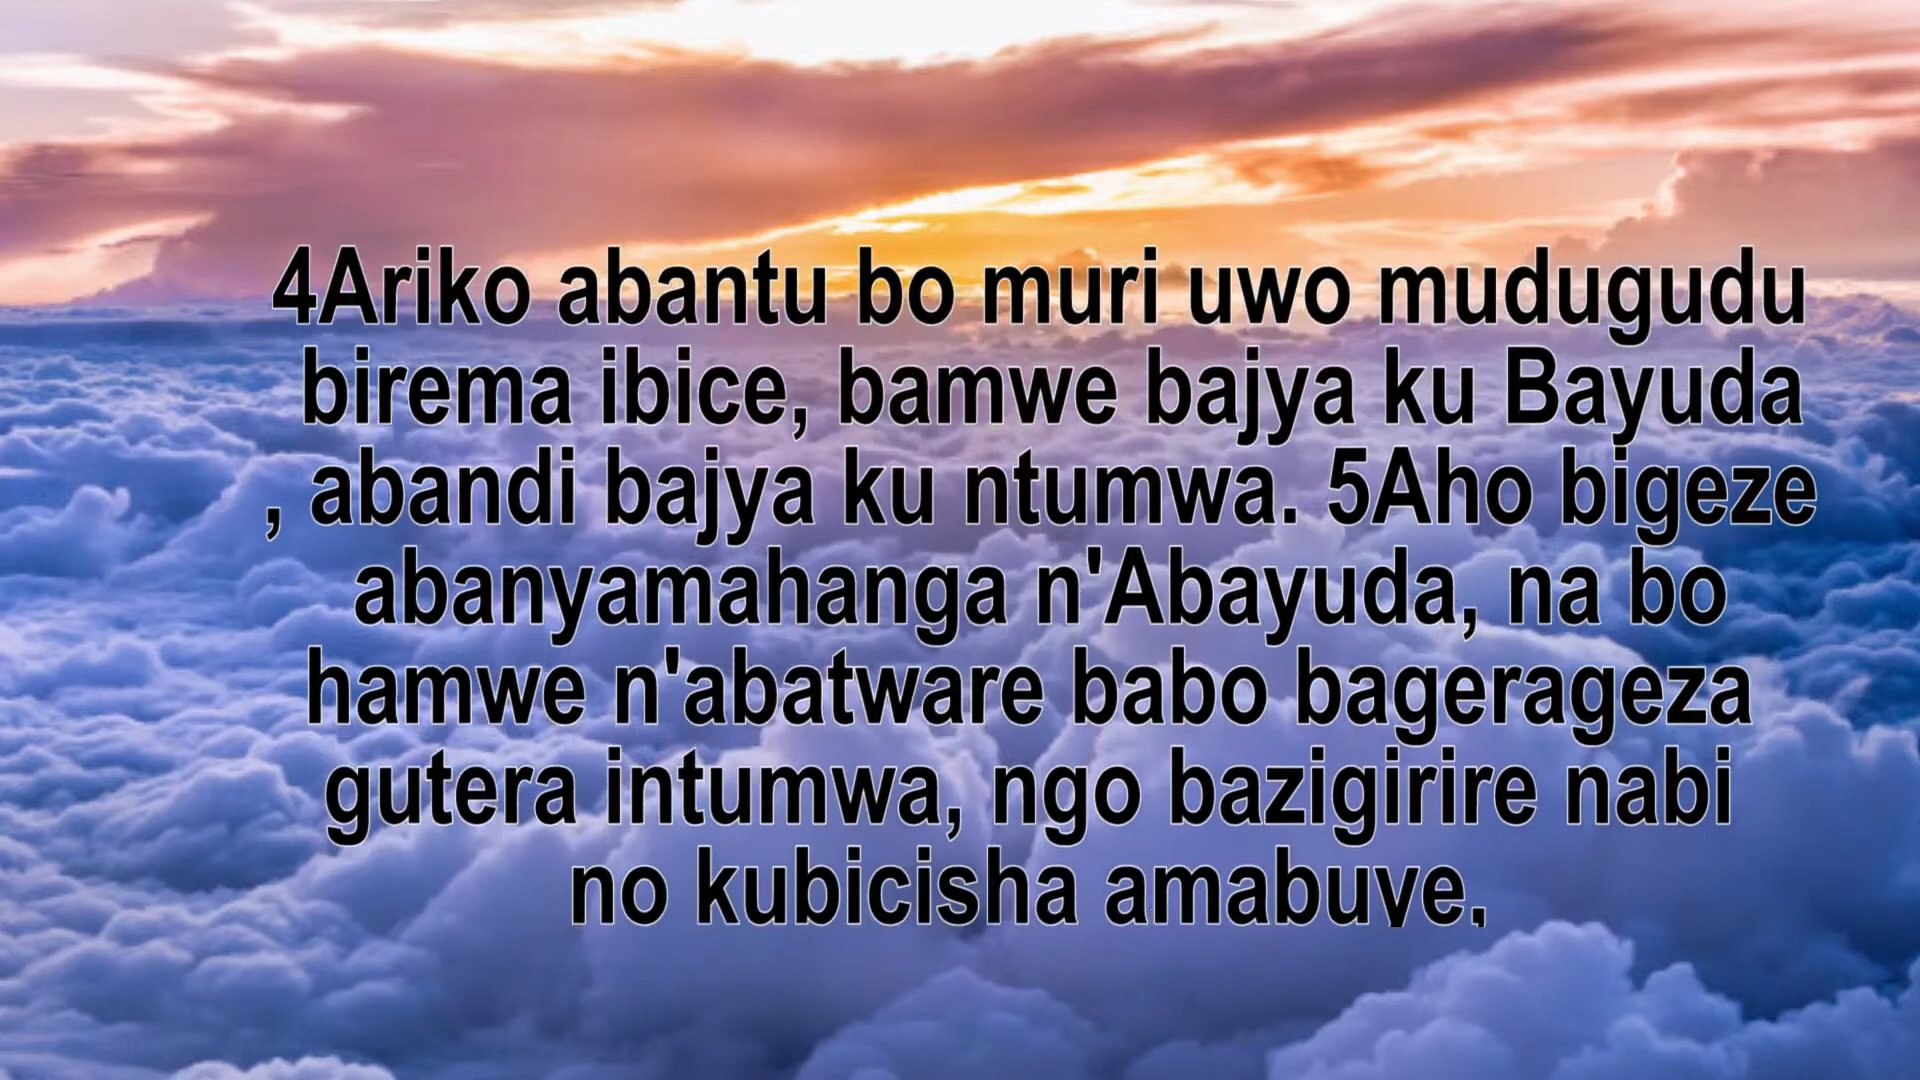 4Ariko abantu bo muri uwo mudugudu
birema ibice, bamwe bajya ku Bayuda
, abandi bajya ku ntumwa. 5Aho bigeze
abanyamahanga n'Abayuda, na bo
hamwe n'abatware babo bagerageza
gutera intumwa, ngo bazigirire nabi
no kubicisha amabuye,